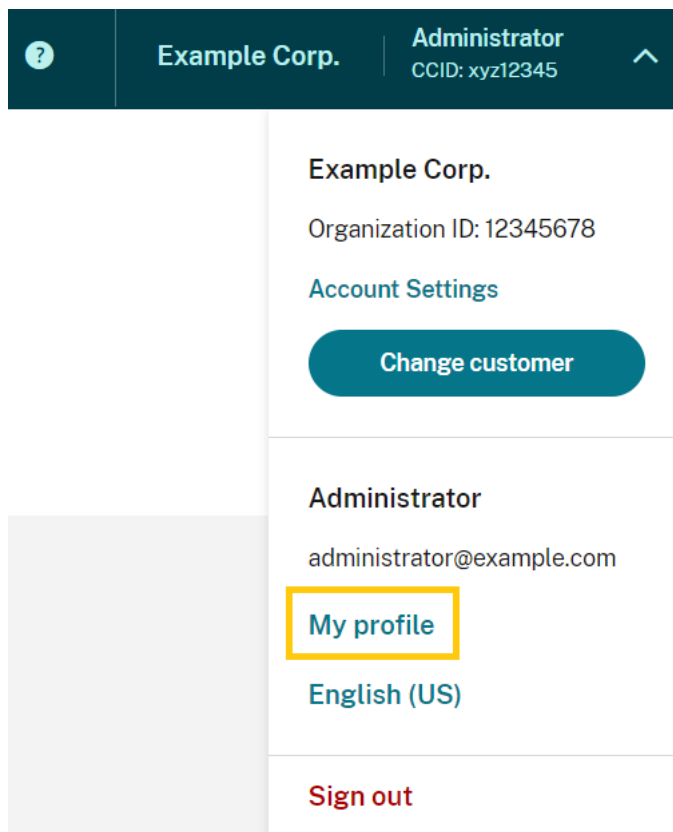 ?
Example Corp.
Administrator
CCID: xyz12345
Example Corp.
Organization ID: 12345678
Account Settings
Change customer
Administrator
administrator@example.com
My profile
English (US)
Sign out